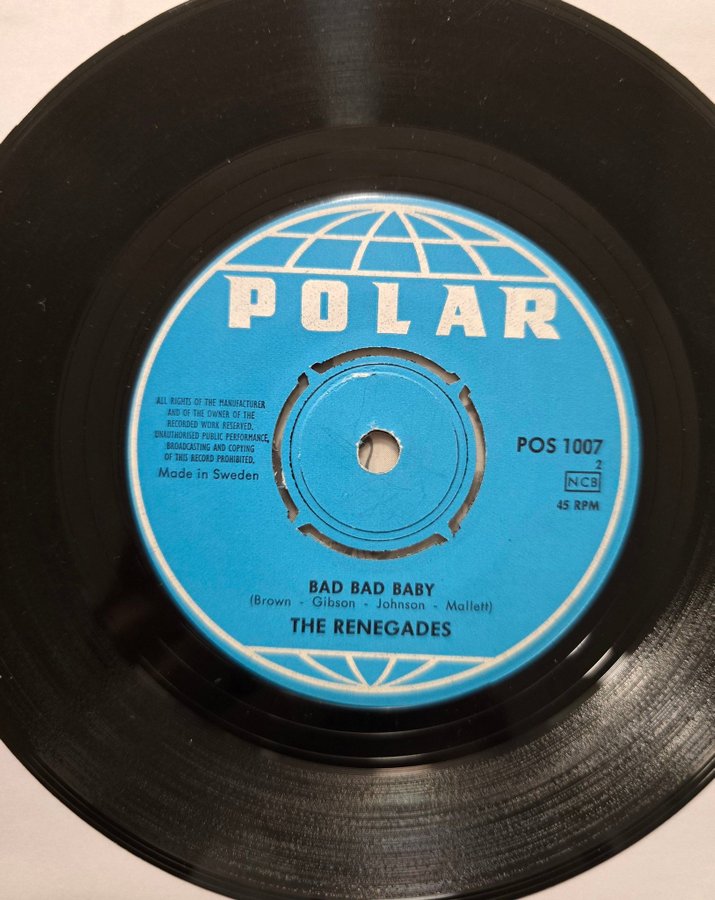 POLAR
ALL RIGHTS OF THE MANUFACTURER
AND OF THE OWNER OF THE
RECORDED WORK RESERVED.
UNAUTHORISED PUBLIC PERFORMANCE,
BROADCASTING AND COPYING
OF THIS RECORD PROHIBITED.
Made in Sweden
POS 1007
2
NCB
45 RPM
BAD BAD BABY
(Brown - Gibson - Johnson - Mallett)
THE RENEGADES